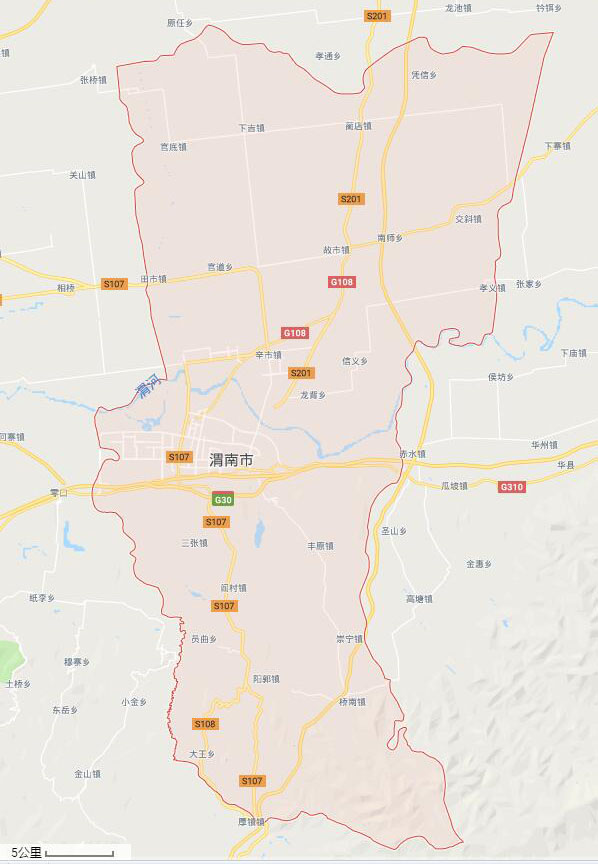 S201
龙池镇
钤铒乡
原任乡
镇
孝通乡
张桥镇
凭信乡
下吉镇
蔺店镇
官底镇
下寨镇
关山镇
S201
交斜镇
南师乡
故市镇
官道乡
田市镇
S107
相桥
G108
张家乡
孝义镇
G108
辛市镇
信义乡
下庙镇
S201
侯坊乡
渭河
龙背乡
华州镇
S107
渭南市
赤水镇
华县
零口
瓜坡镇
G310
G30
S107
三张镇
丰原镇
圣山乡
金惠乡
阎村镇
纸李乡
S107
高塘镇
员曲乡
崇宁镇
穆寨乡
土桥乡
阳郭镇
小金乡
东岳乡
桥南镇
S108
大王乡
金山镇
S107
厚镇镇
5公里